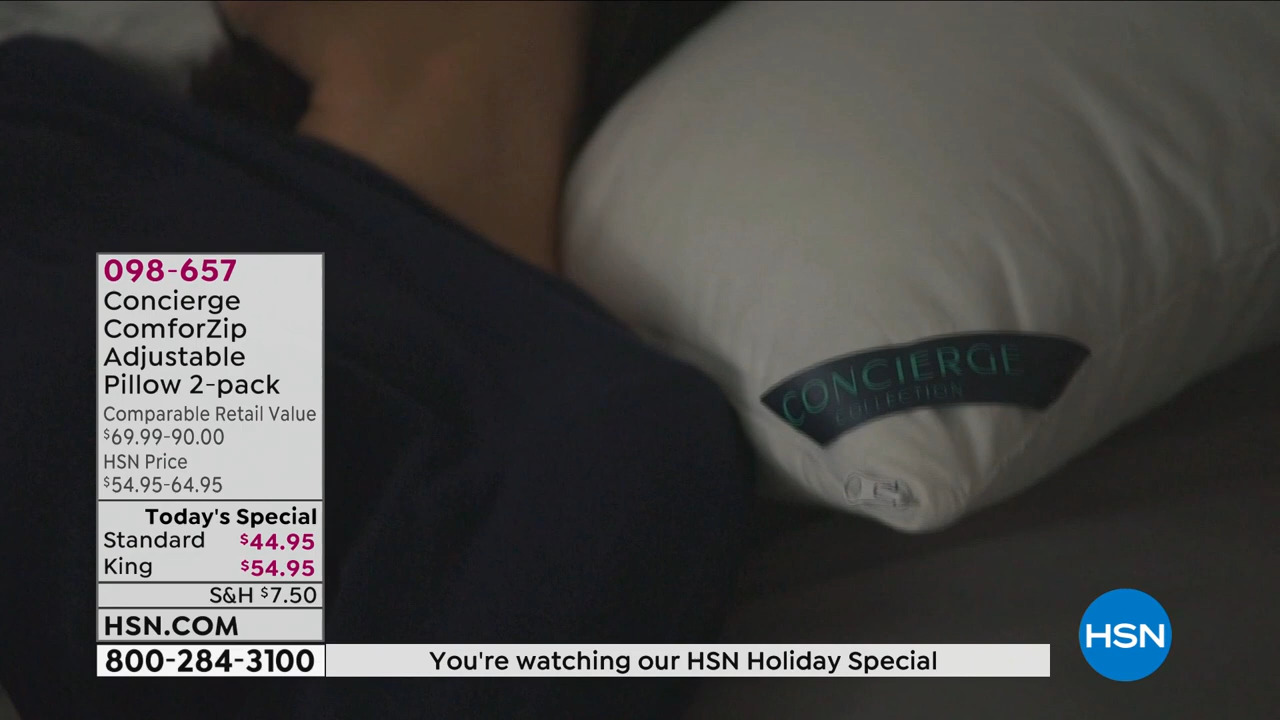 098-657
Concierge
ComforZip
Adjustable
Pillow 2-pack
Comparable Retail Value
$69.99-90.00
HSN Price
$54.95-64.95
Today's Special
Standard $44.95
King $54.95
S&H $7.50
HSN.COM
800-284-3100
You're watching our HSN Holiday Special
CONCIERGE
COLLECTION
HSN